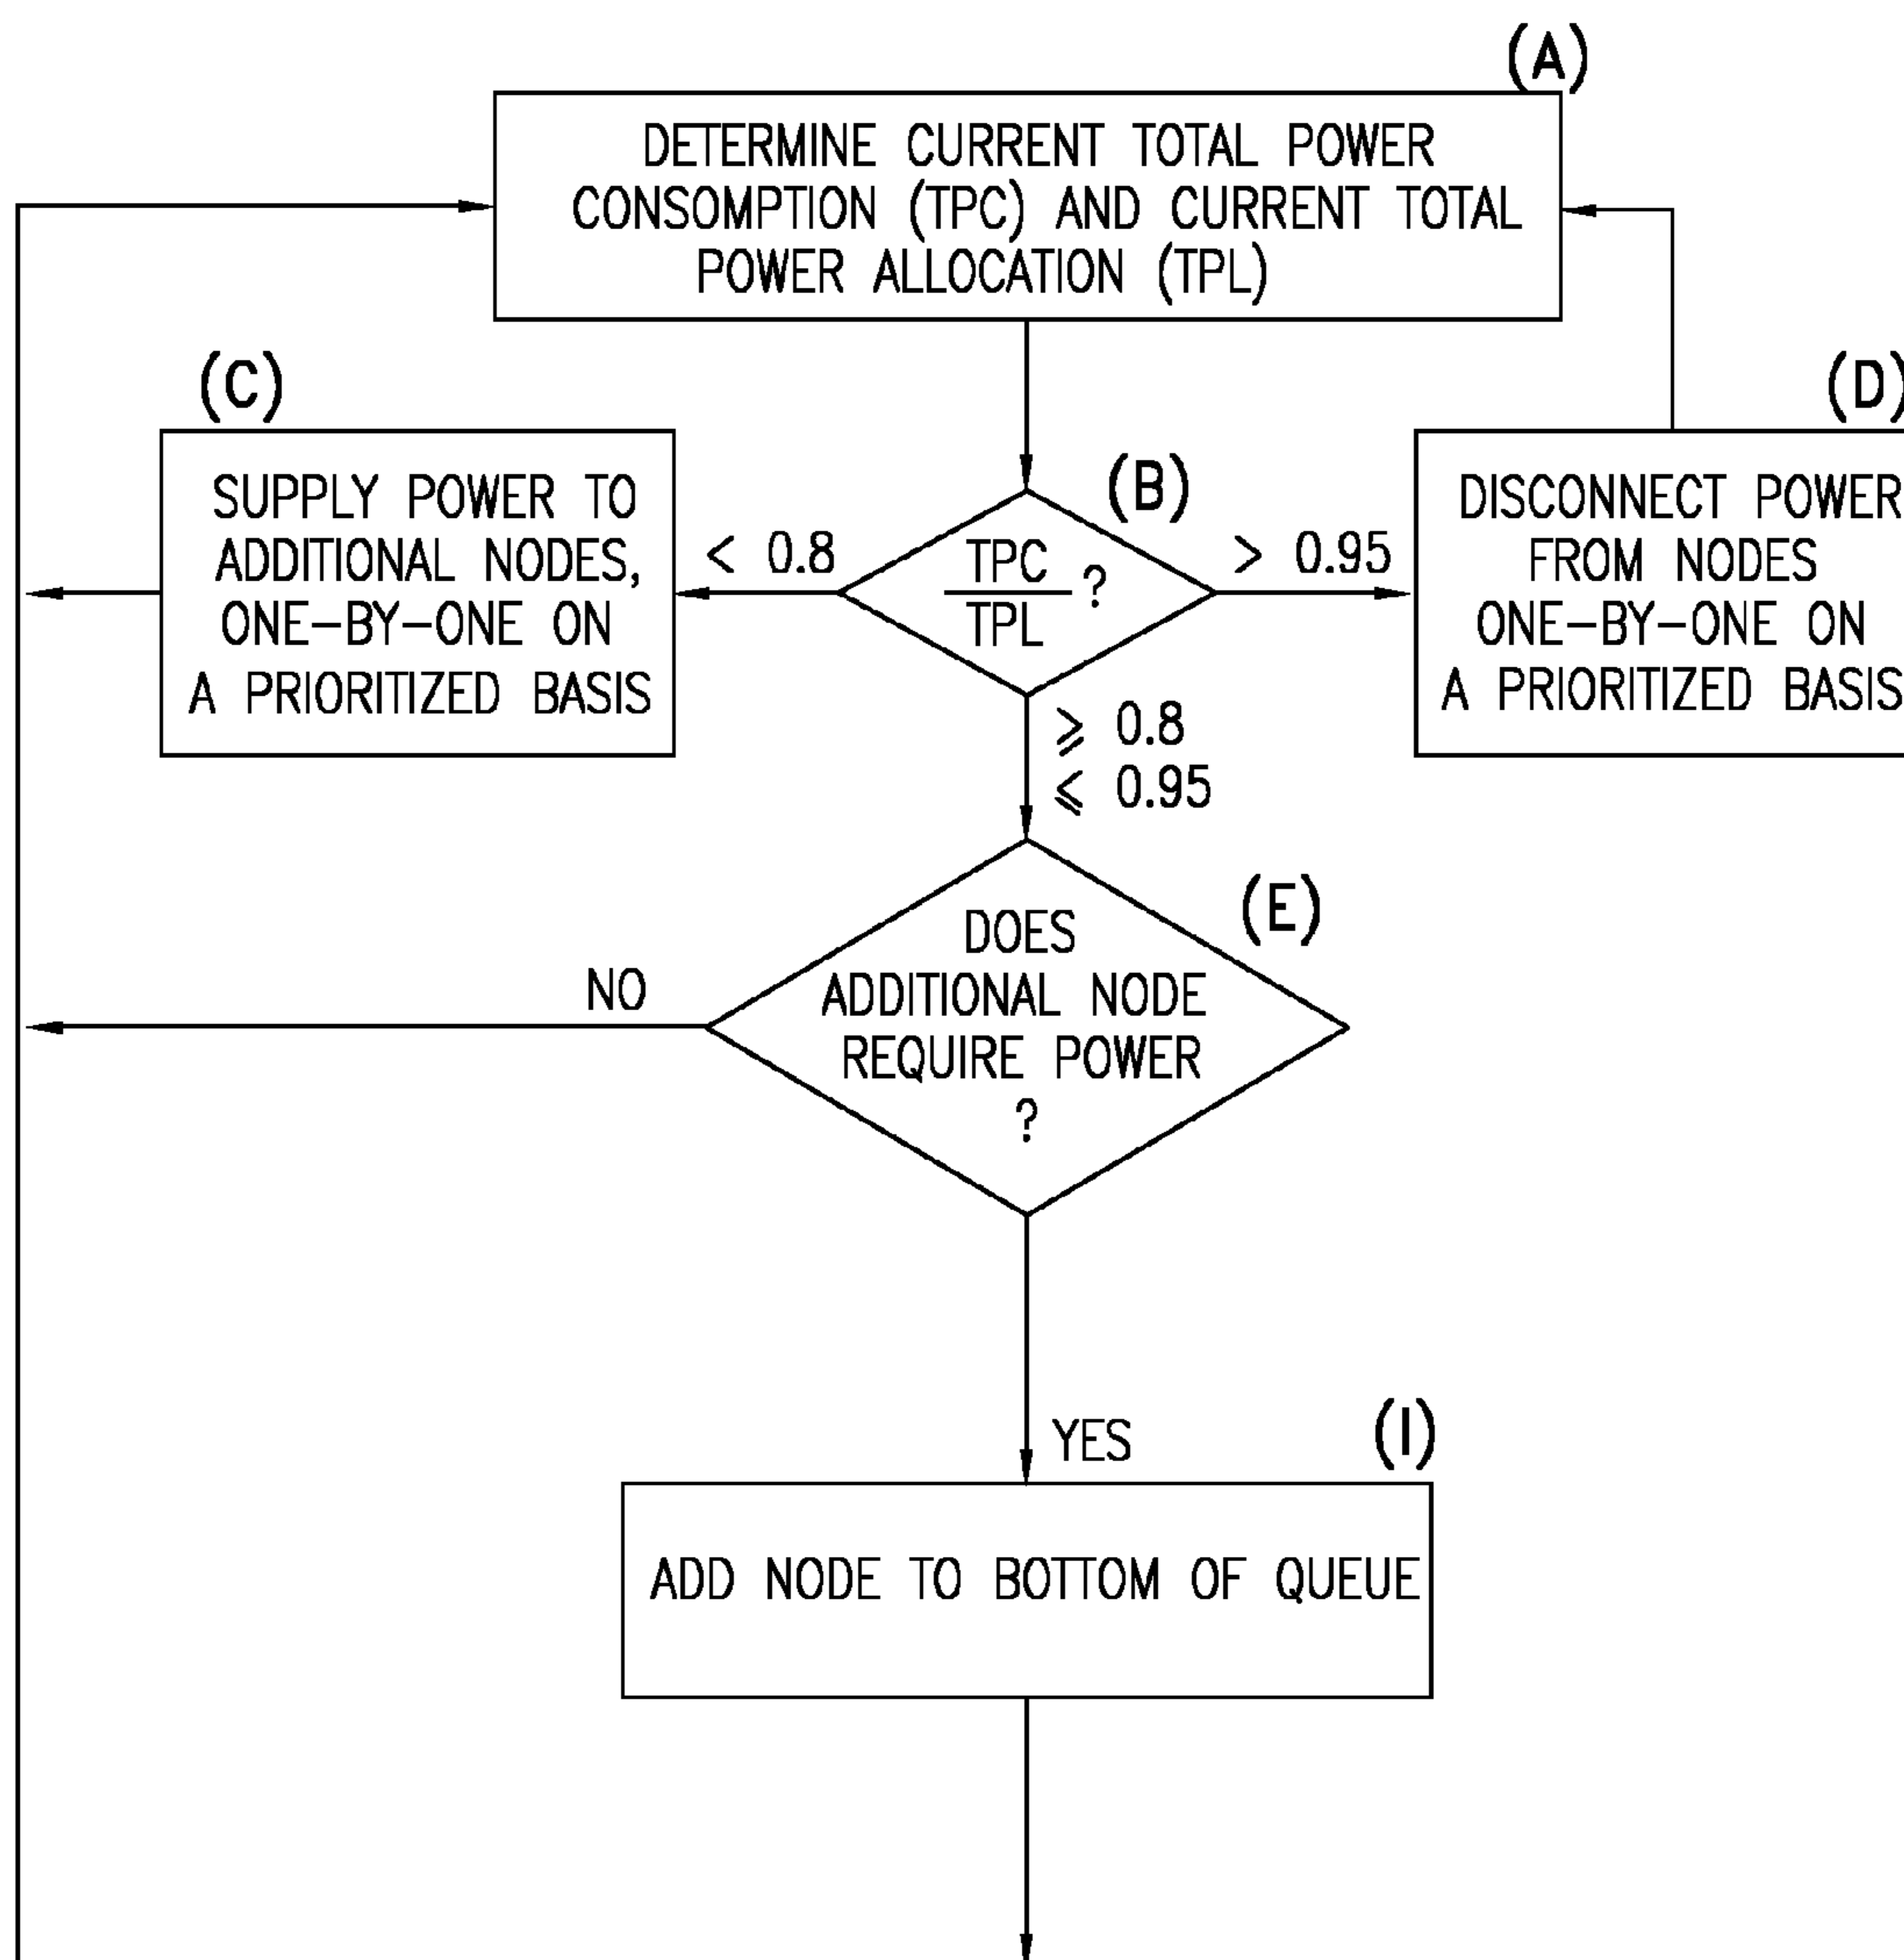 (A)
DETERMINE CURRENT TOTAL POWER
CONSOMPTION (TPC) AND CURRENT TOTAL
POWER ALLOCATION (TPL)
(C)
SUPPLY POWER TO
ADDITIONAL NODES,
ONE-BY-ONE ON
A PRIORITIZED BASIS
< 0.8
(B)
TPC
TPL
?
> 0.95
(D)
DISCONNECT POWER
FROM NODES
ONE-BY-ONE ON
A PRIORITIZED BASIS
⩾ 0.8
⩽ 0.95
(E)
DOES
ADDITIONAL NODE
REQUIRE POWER
?
NO
YES
(I)
ADD NODE TO BOTTOM OF QUEUE